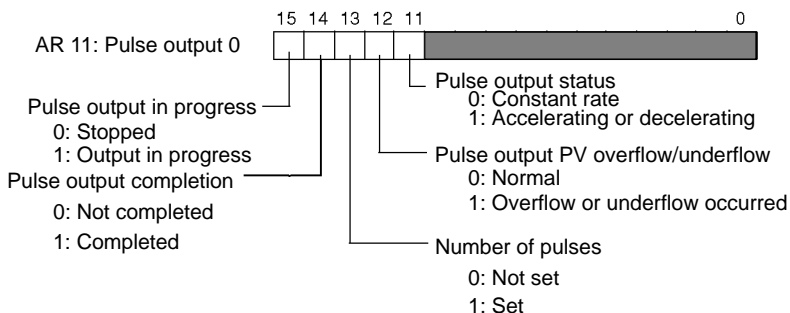 15 14 13 12 11 0
AR 11: Pulse output 0
Pulse output in progress
0: Stopped
1: Output in progress
Pulse output completion
0: Not completed
1: Completed
Pulse output status
0: Constant rate
1: Accelerating or decelerating
Pulse output PV overflow/underflow
0: Normal
1: Overflow or underflow occurred
Number of pulses
0: Not set
1: Set